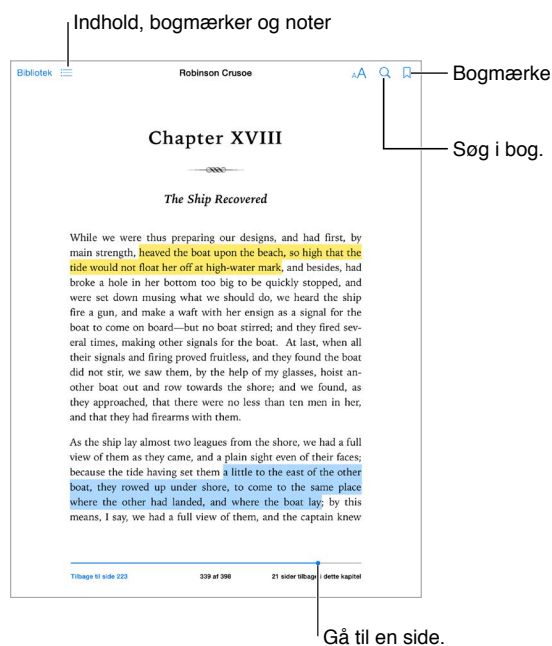 Indhold, bogmærker og noter
Bibliotek
Robinson Crusoe
AA
Bogmærke
Søg i bog.
Chapter XVIII
The Ship Recovered
While we were thus preparing our designs, and had first, by
main strength, heaved the boat upon the beach, so high that the
tide would not float her off at high-water mark, and besides, had
broke a hole in her bottom too big to be quickly stopped, and
were set down musing what we should do, we heard the ship
fire a gun, and make a waft with her ensign as a signal for the
boat to come on board—but no boat stirred; and they fired sev-
eral times, making other signals for the boat. At last, when all
their signals and firing proved fruitless, and they found the boat
did not stir, we saw them, by the help of my glasses, hoist an-
other boat out and row towards the shore; and we found, as
they approached, that there were no less than ten men in her,
and that they had firearms with them.
As the ship lay almost two leagues from the shore, we had a full
view of them as they came, and a plain sight even of their faces;
because the tide having set them a little to the east of the other
boat, they rowed up under shore, to come to the same place
where the other had landed, and where the boat lay; by this
means, I say, we had a full view of them, and the captain knew
Tilbage til side 223
339 af 398
21 sider tilbage i dette kapitel
Gå til en side.